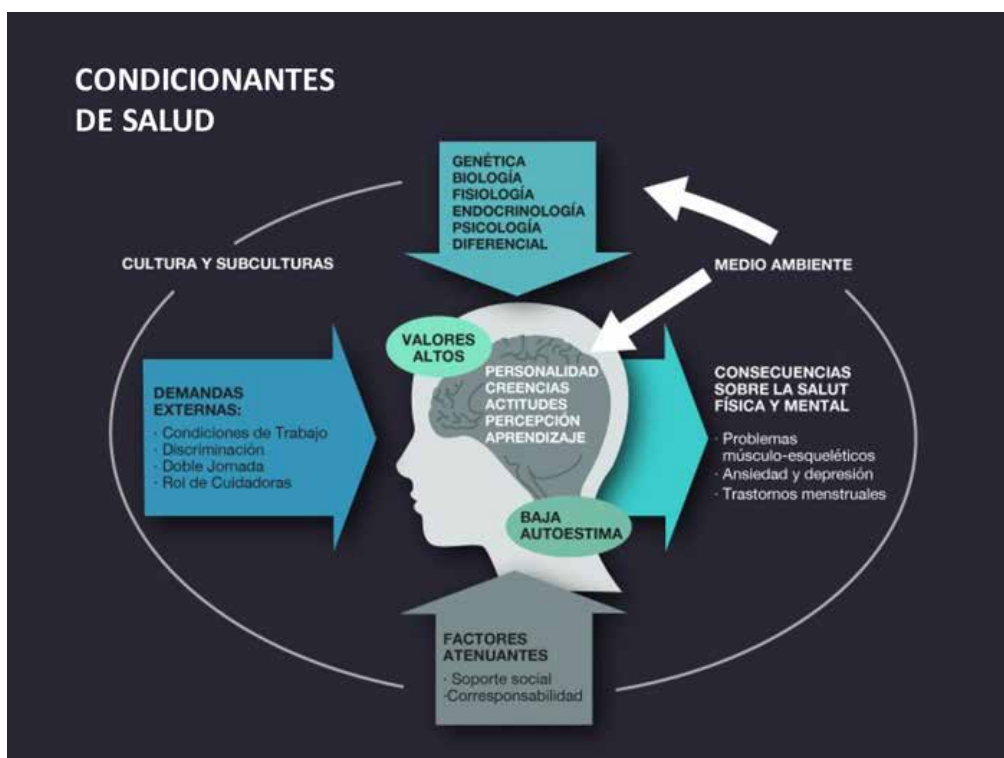 CONDICIONANTES
DE SALUD
GENÉTICA
BIOLOGÍA
FISIOLOGÍA
ENDOCRINOLOGÍA
PSICOLOGÍA
DIFERENCIAL
CULTURA Y SUBCULTURAS
MEDIO AMBIENTE
VALORES
ALTOS
PERSONALIDAD
CREENCIAS
ACTITUDES
PERCEPCIÓN
APRENDIZAJE
DEMANDAS
EXTERNAS:
· Condiciones de Trabajo
· Discriminación
· Doble Jornada
· Rol de Cuidadoras
CONSECUENCIAS
SOBRE LA SALUT
FÍSICA Y MENTAL
· Problemas
músculo-esqueléticos
· Ansiedad y depresión
· Trastornos menstruales
BAJA
AUTOESTIMA
FACTORES
ATENUANTES
· Soporte social
·Corresponsabilidad